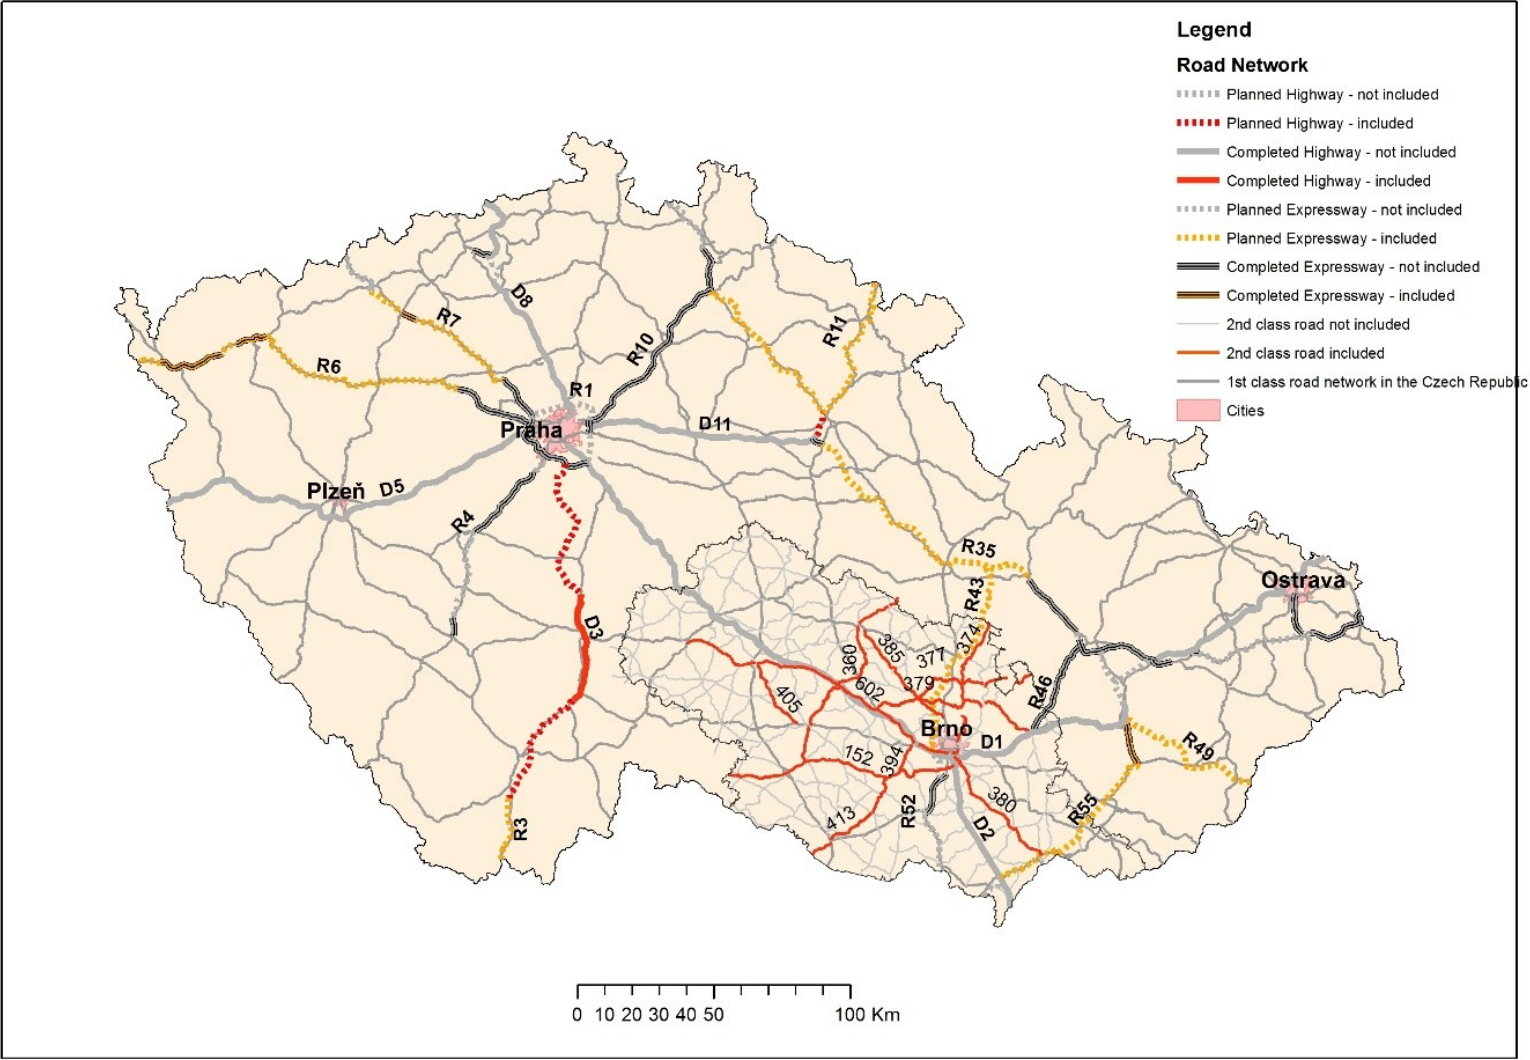 Legend
Road Network
Planned Highway - not included
Planned Highway - included
Completed Highway - not included
Completed Highway - included
Planned Expressway - not included
Planned Expressway - included
Completed Expressway - not included
Completed Expressway - included
2nd class road not included
2nd class road included
1st class road network in the Czech Republic
Cities
D8
R7
R10
R11
R6
R1
D11
Praha
Plzeň
D5
R4
R35
Ostrava
R43
D3
374
385
377
360
379
602
405
R46
Brno
D1
R49
152
394
380
R52
413
R55
D2
R3
0 10 20 30 40 50 100 Km